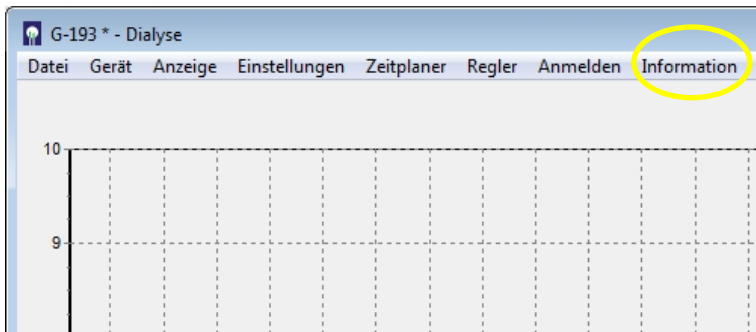 G-193 * - Dialyse
Datei Gerät Anzeige Einstellungen Zeitplaner Regler Anmelden Information
10
9